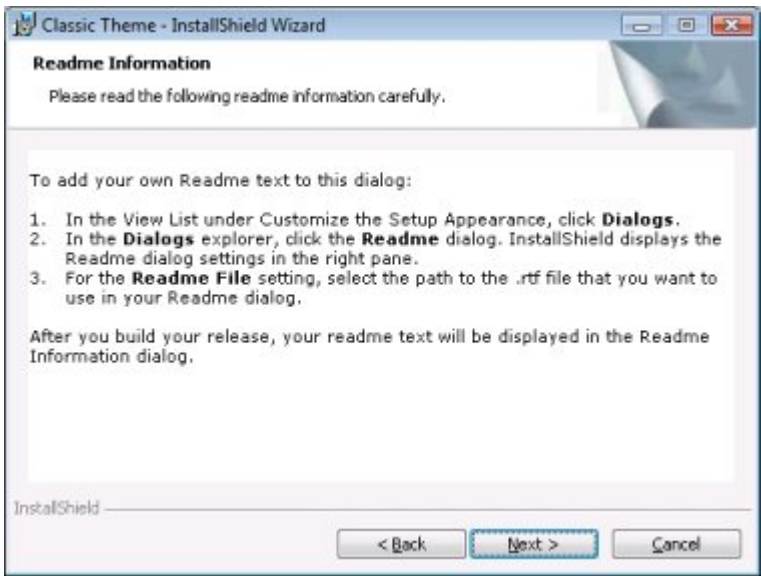 Classic Theme - InstallShield Wizard
Readme Information
Please read the following readme information carefully.
To add your own Readme text to this dialog:
1. In the View List under Customize the Setup Appearance, click Dialogs.
2. In the Dialogs explorer, click the Readme dialog. InstallShield displays the
Readme dialog settings in the right pane.
3. For the Readme File setting, select the path to the .rtf file that you want to
use in your Readme dialog.
After you build your release, your readme text will be displayed in the Readme
Information dialog.
InstallShield
< Back
Next >
Cancel